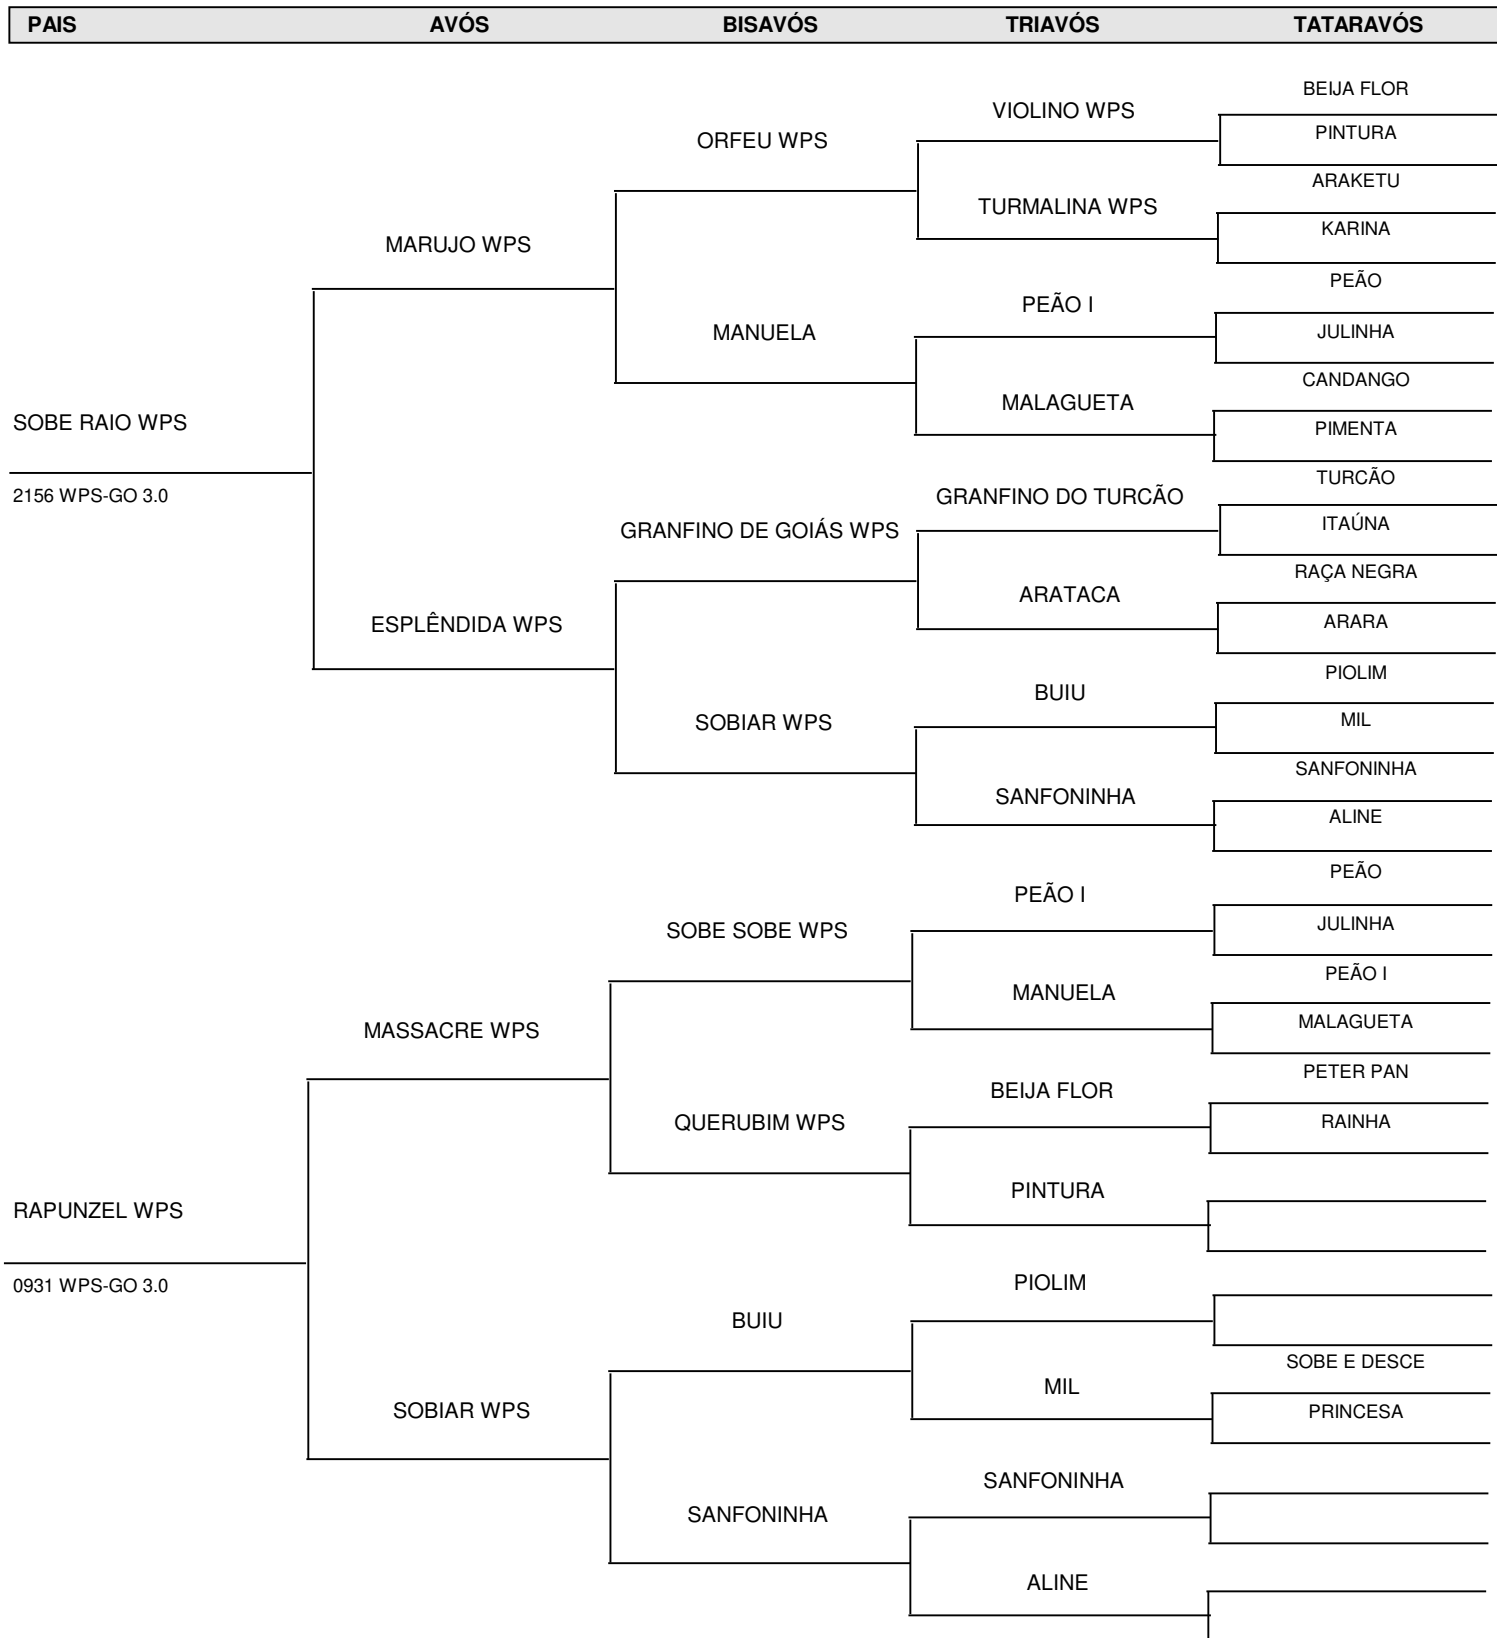 PAIS AVÓS BISAVÓS TRIAVÓS TATARAVÓS
BEIJA FLOR
VIOLINO WPS
PINTURA
ORFEU WPS
ARAKETU
TURMALINA WPS
KARINA
MARUJO WPS
PEÃO
PEÃO I
JULINHA
MANUELA
CANDANGO
MALAGUETA
PIMENTA
SOBE RAIO WPS
2156 WPS-GO 3.0
TURCÃO
GRANFINO DO TURCÃO
ITAÚNA
GRANFINO DE GOIÁS WPS
RAÇA NEGRA
ARATACA
ARARA
ESPLÊNDIDA WPS
PIOLIM
BUIU
MIL
SOBIAR WPS
SANFONINHA
SANFONINHA
ALINE
PEÃO
PEÃO I
JULINHA
SOBE SOBE WPS
PEÃO I
MANUELA
MALAGUETA
MASSACRE WPS
PETER PAN
BEIJA FLOR
RAINHA
QUERUBIM WPS
PINTURA
RAPUNZEL WPS
0931 WPS-GO 3.0
PIOLIM
BUIU
SOBE E DESCE
MIL
PRINCESA
SOBIAR WPS
SANFONINHA
SANFONINHA
ALINE